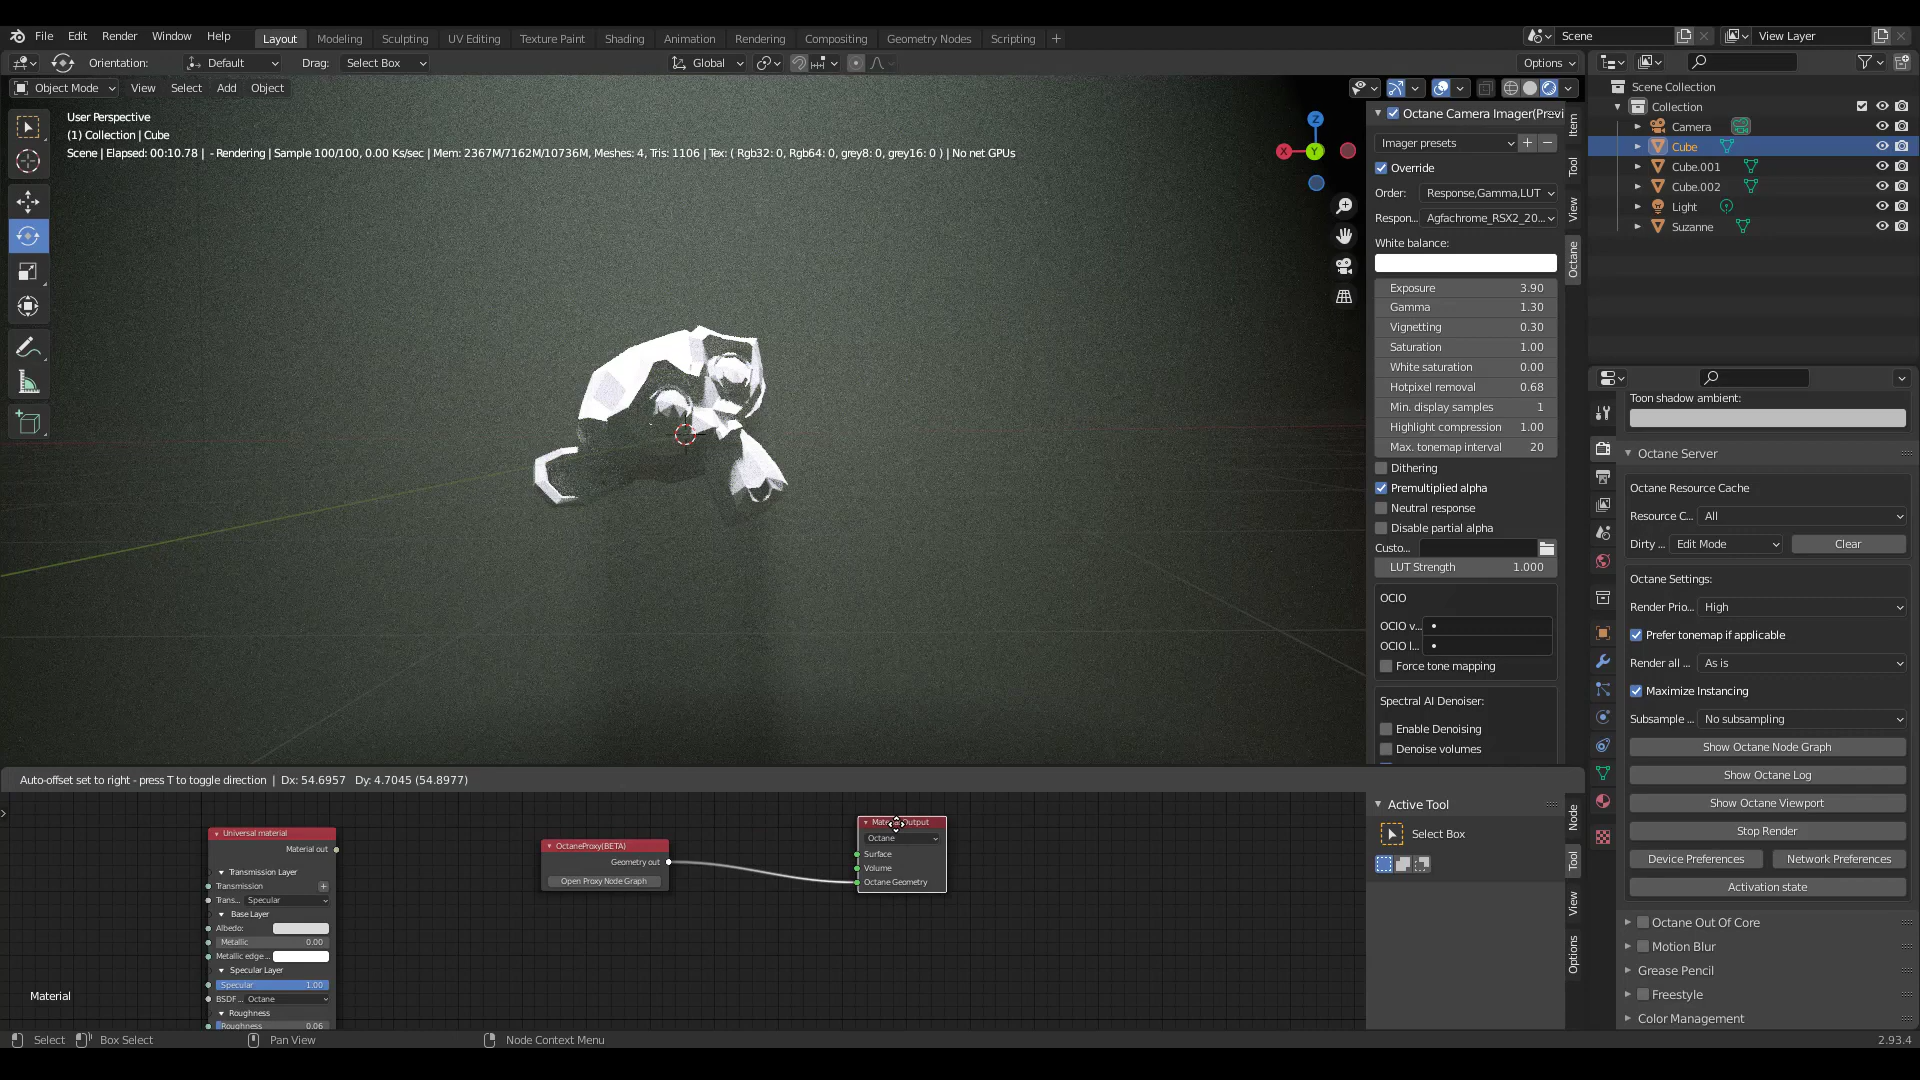 File Edit Render Window Help Layout Modeling Sculpting UV Editing Texture Paint Shading Animation Rendering Compositing Geometry Nodes Scripting Scene View Layer
Orientation: Default Drag: Select Box Global Options
Object Mode View Select Add Object
User Perspective
(1) Collection | Cube
Scene | Elapsed: 00:10.78 | - Rendering | Sample 100/100, 0.00 Ks/sec | Mem: 2367M/7162M/10736M, Meshes: 4, Tris: 1106 | Tex: ( Rgb32: 0, Rgb64: 0, grey8: 0, grey16: 0 ) | No net GPUs
Z
X
Y
Octane Camera Imager(Previ
Imager presets
Override
Order: Response,Gamma,LUT
Respon... Agfachrome_RSX2_20...
White balance:
Exposure 3.90
Gamma 1.30
Vignetting 0.30
Saturation 1.00
White saturation 0.00
Hotpixel removal 0.68
Min. display samples 1
Highlight compression 1.00
Max. tonemap interval 20
Dithering
Premultiplied alpha
Neutral response
Disable partial alpha
Custo...
LUT Strength 1.000
OCIO
OCIO v...
OCIO l...
Force tone mapping
Spectral AI Denoiser:
Enable Denoising
Denoise volumes
Item
Tool
View
Octane
Scene Collection
Collection
Camera
Cube
Cube.001
Cube.002
Light
Suzanne
Toon shadow ambient:
Octane Server
Octane Resource Cache
Resource C... All
Dirty ... Edit Mode Clear
Octane Settings:
Render Prio... High
Prefer tonemap if applicable
Render all ... As is
Maximize Instancing
Subsample ... No subsampling
Show Octane Node Graph
Show Octane Log
Show Octane Viewport
Stop Render
Device Preferences Network Preferences
Activation state
Octane Out Of Core
Motion Blur
Grease Pencil
Freestyle
Color Management
Auto-offset set to right - press T to toggle direction | Dx: 54.6957 Dy: 4.7045 (54.8977)
Universal material
Material out
Transmission Layer
Transmission
Trans... Specular
Base Layer
Albedo:
Metallic 0.00
Metallic edge...
Specular Layer
Specular 1.00
BSDF... Octane
Roughness
Roughness 0.06
OctaneProxy(BETA)
Geometry out
Open Proxy Node Graph
Octane
Surface
Volume
Octane Geometry
Active Tool
Select Box
Node
Tool
View
Options
Material
Select Box Select Pan View Node Context Menu 2.93.4